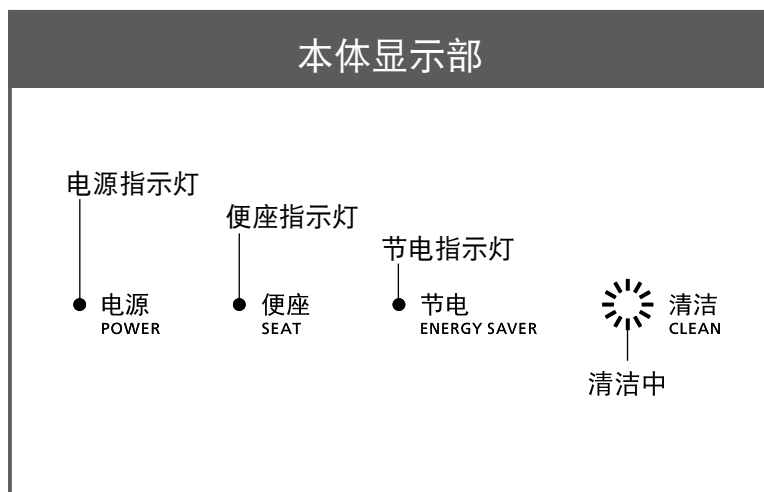 本体显示部
电源指示灯
便座指示灯
节电指示灯
电源
POWER
便座
SEAT
节电
ENERGY SAVER
清洁
CLEAN
清洁中